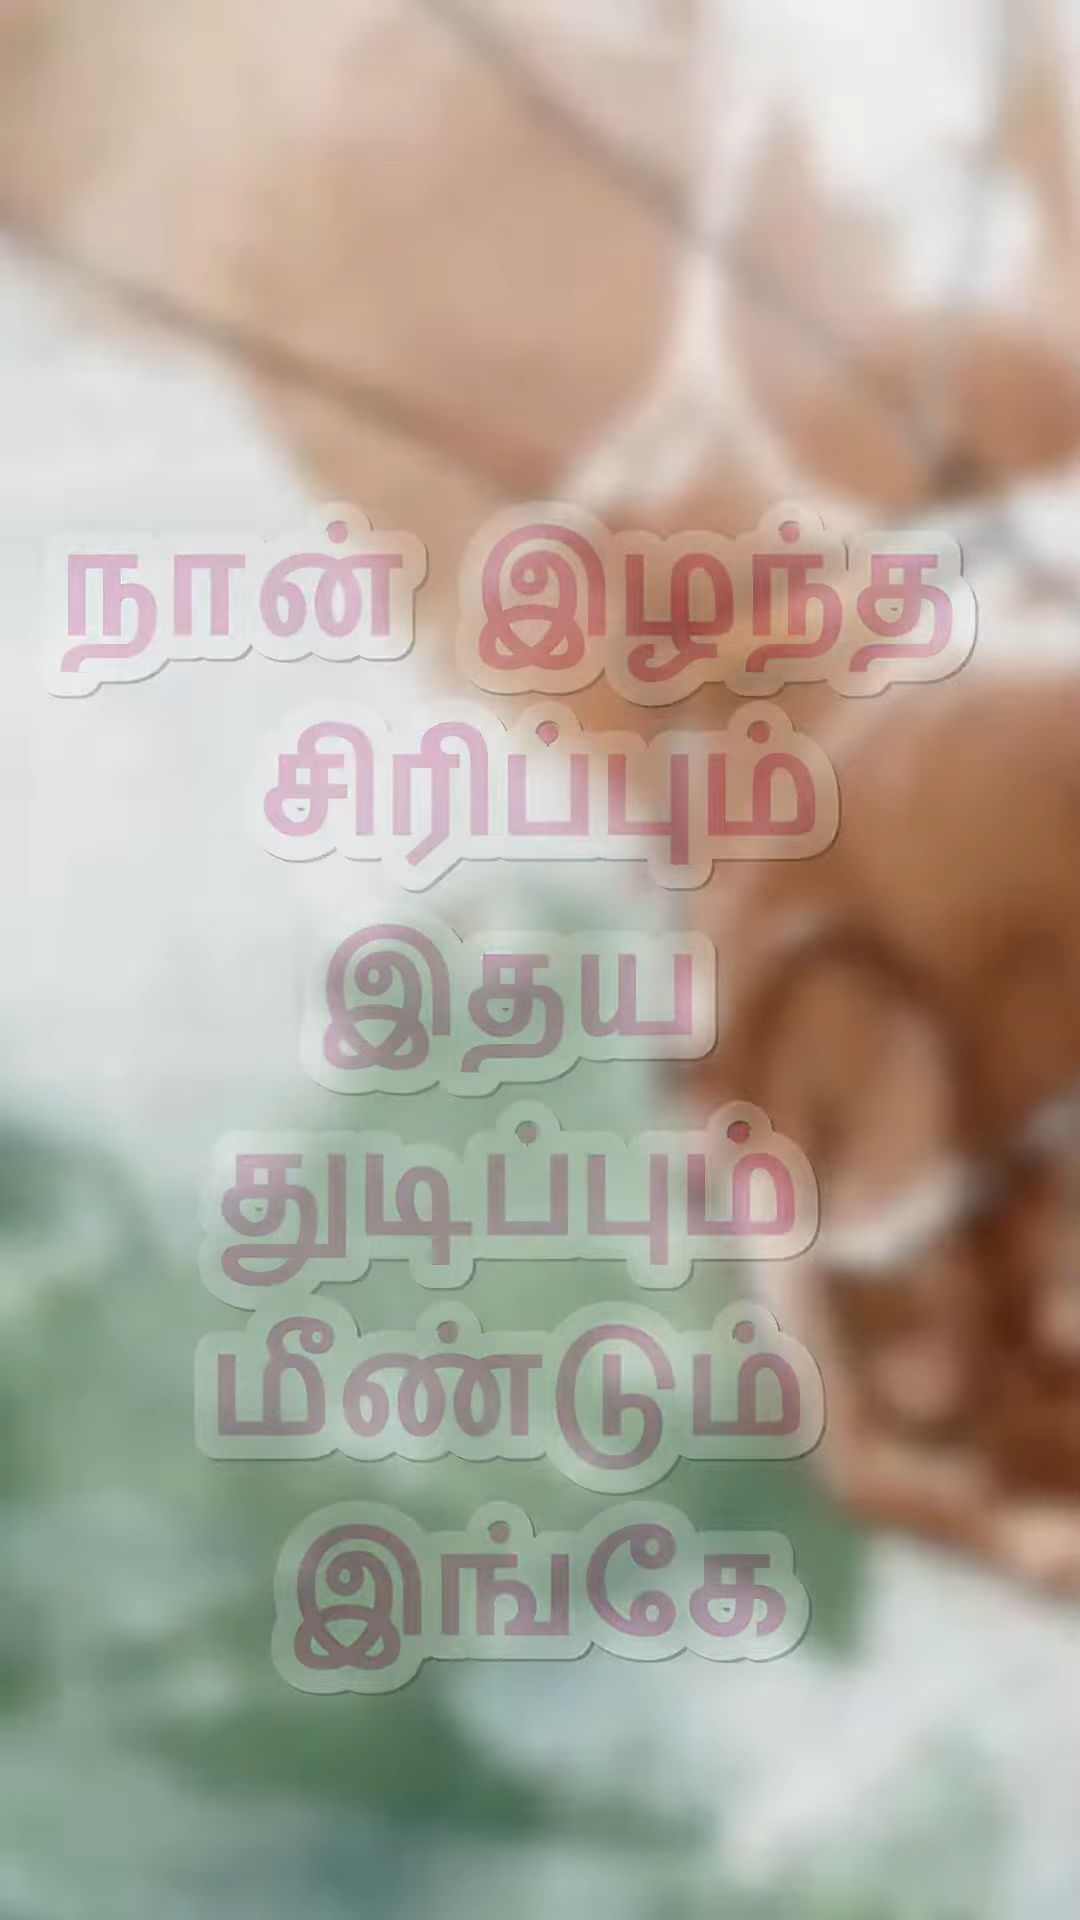 நான் இழந்த
சிரிப்பும்
இதய
துடிப்பும்
மீண்டும்
இங்கே